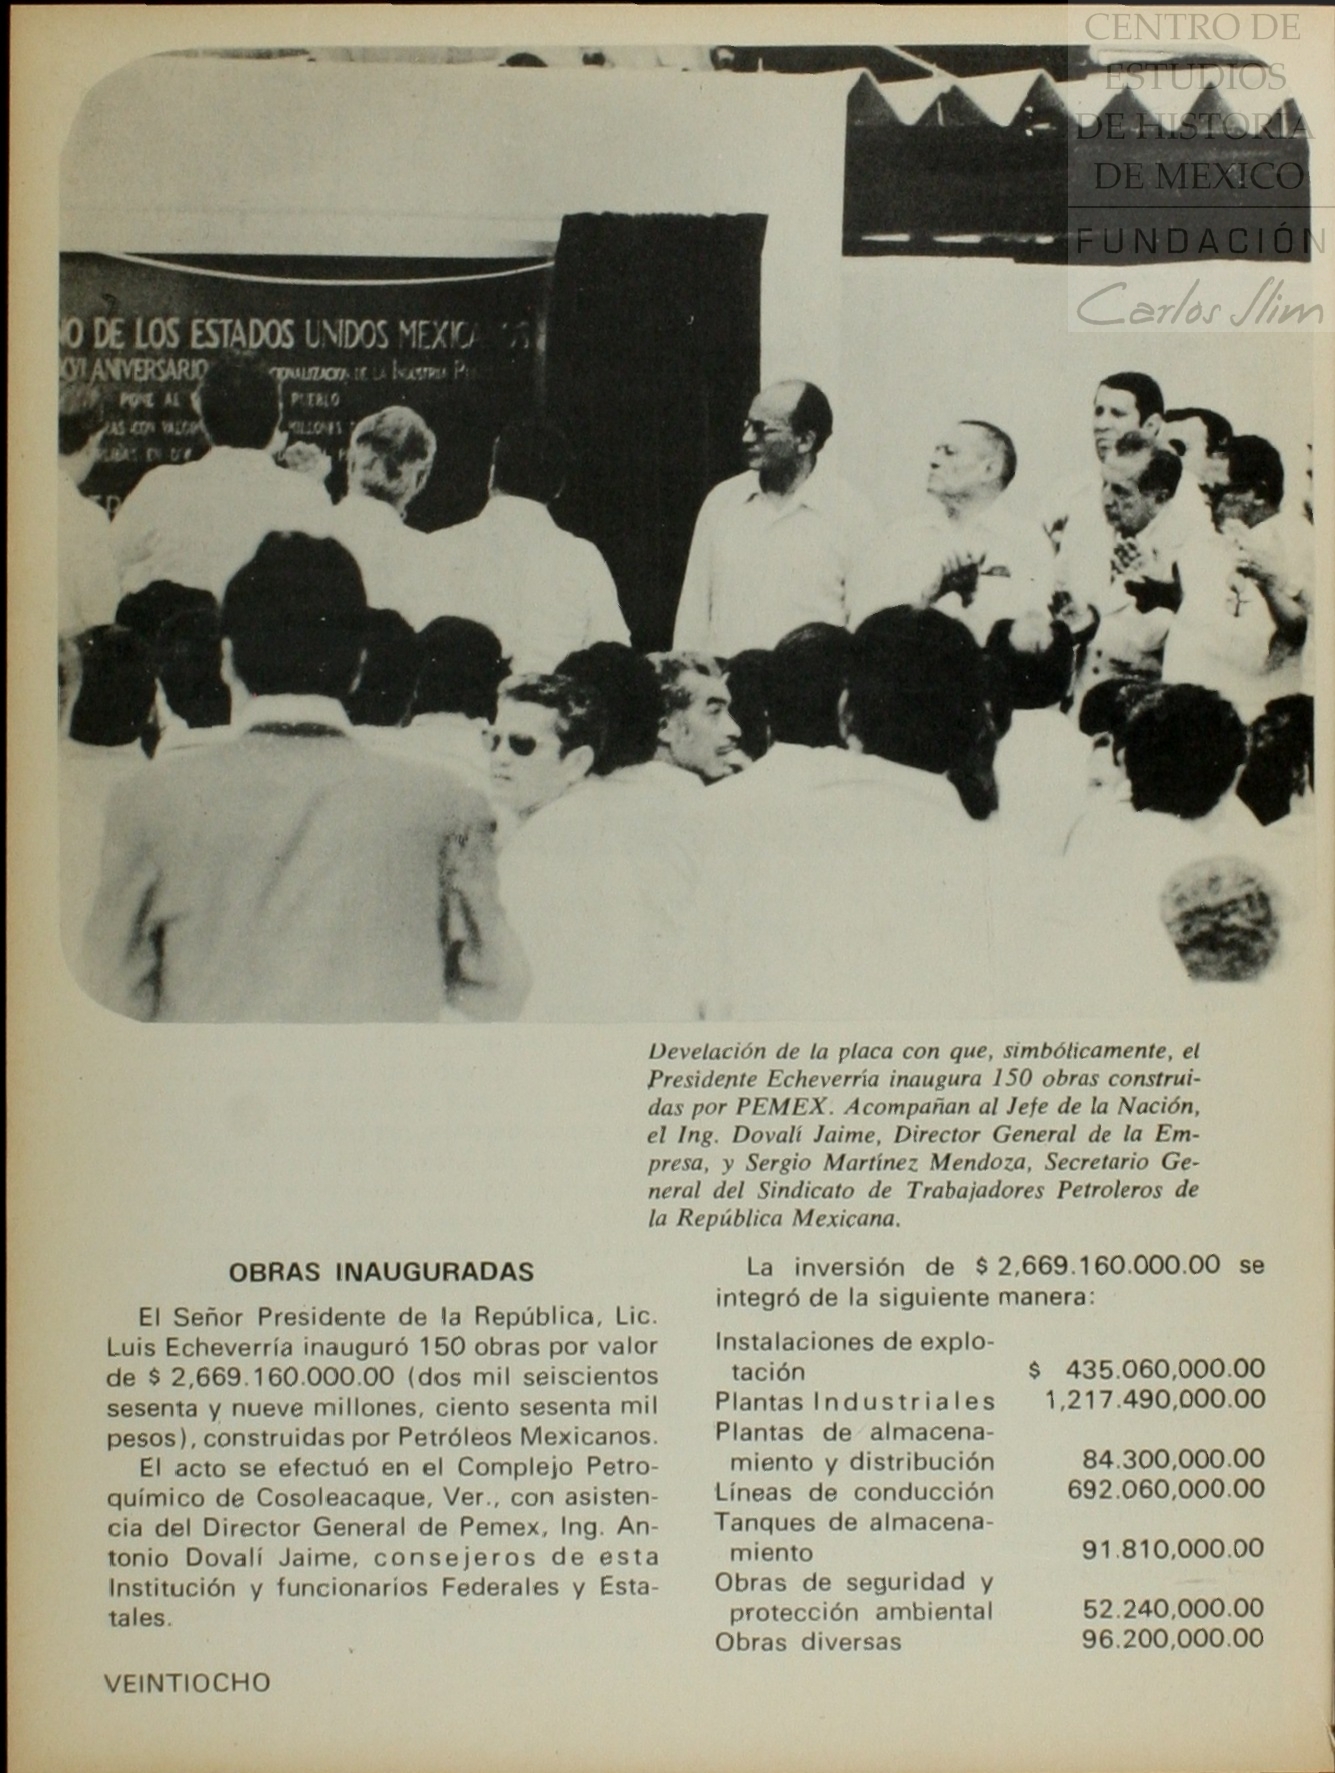 CENTRO DE
ESTUDIOS
DE HISTORIA
DE MEXICO
FUNDACIÓN
Carlos Slim
O DE LOS ESTADOS UNIDOS MEXICA
XVI ANIVERSARIO DE LA INDUSTRIA
PONE AL PUEBLO
CON VALOR MILLONES
Develación de la placa con que, simbólicamente, el
Presidente Echeverría inaugura 150 obras construi-
das por PEMEX. Acompañan al Jefe de la Nación,
el Ing. Dovalí Jaime, Director General de la Em-
presa, y Sergio Martínez Mendoza, Secretario Ge-
neral del Sindicato de Trabajadores Petroleros de
la República Mexicana.
OBRAS INAUGURADAS
El Señor Presidente de la República, Lic.
Luis Echeverría inauguró 150 obras por valor
de $ 2,669.160.000.00 (dos mil seiscientos
sesenta y nueve millones, ciento sesenta mil
pesos), construidas por Petróleos Mexicanos.
El acto se efectuó en el Complejo Petro-
químico de Cosoleacaque, Ver., con asisten-
cia del Director General de Pemex, Ing. An-
tonio Dovalí Jaime, consejeros de esta
Institución y funcionarios Federales y Esta-
tales.
VEINTIOCHO
La inversión de $ 2,669.160.000.00 se
integró de la siguiente manera:
Instalaciones de explo-
tación $ 435.060,000.00
Plantas Industriales 1,217.490,000.00
Plantas de almacena-
miento y distribución 84.300,000.00
Líneas de conducción 692.060,000.00
Tanques de almacena-
miento 91.810,000.00
Obras de seguridad y
protección ambiental 52.240,000.00
Obras diversas 96.200,000.00